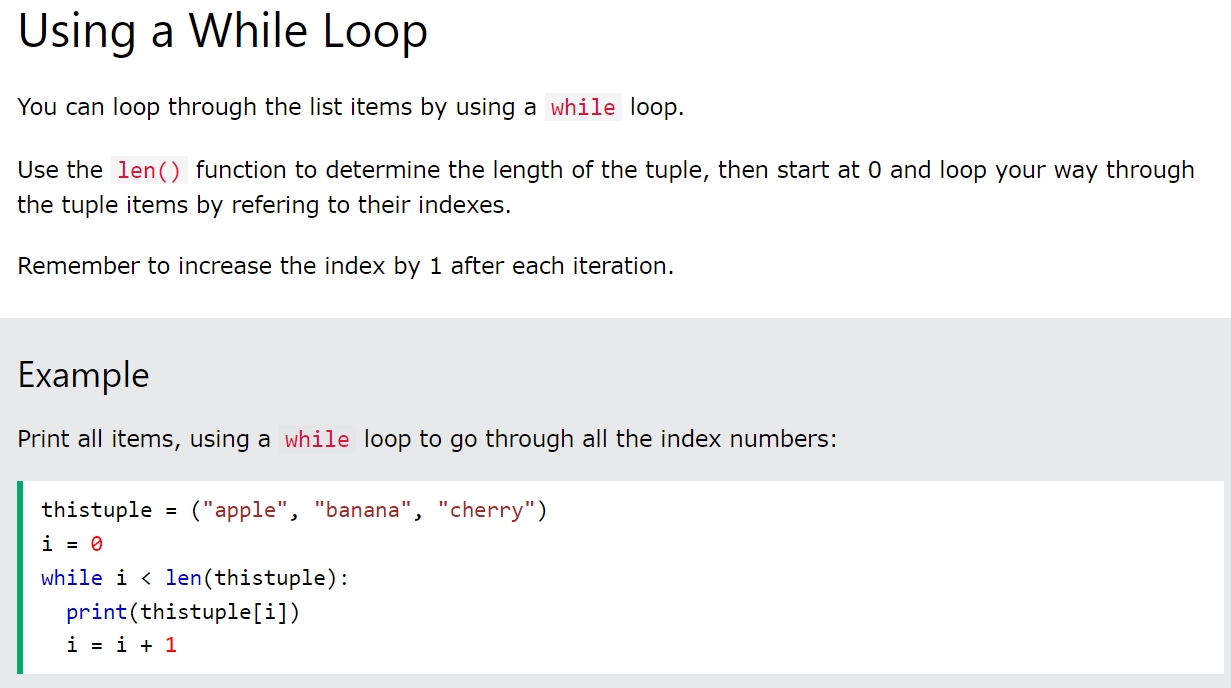 Using a While Loop
You can loop through the list items by using a while loop.
Use the len() function to determine the length of the tuple, then start at 0 and loop your way through
the tuple items by refering to their indexes.
Remember to increase the index by 1 after each iteration.
Example
Print all items, using a while loop to go through all the index numbers:
thistuple = ("apple", "banana", "cherry")
i = 0
while i < len(thistuple):
  print(thistuple[i])
  i = i + 1